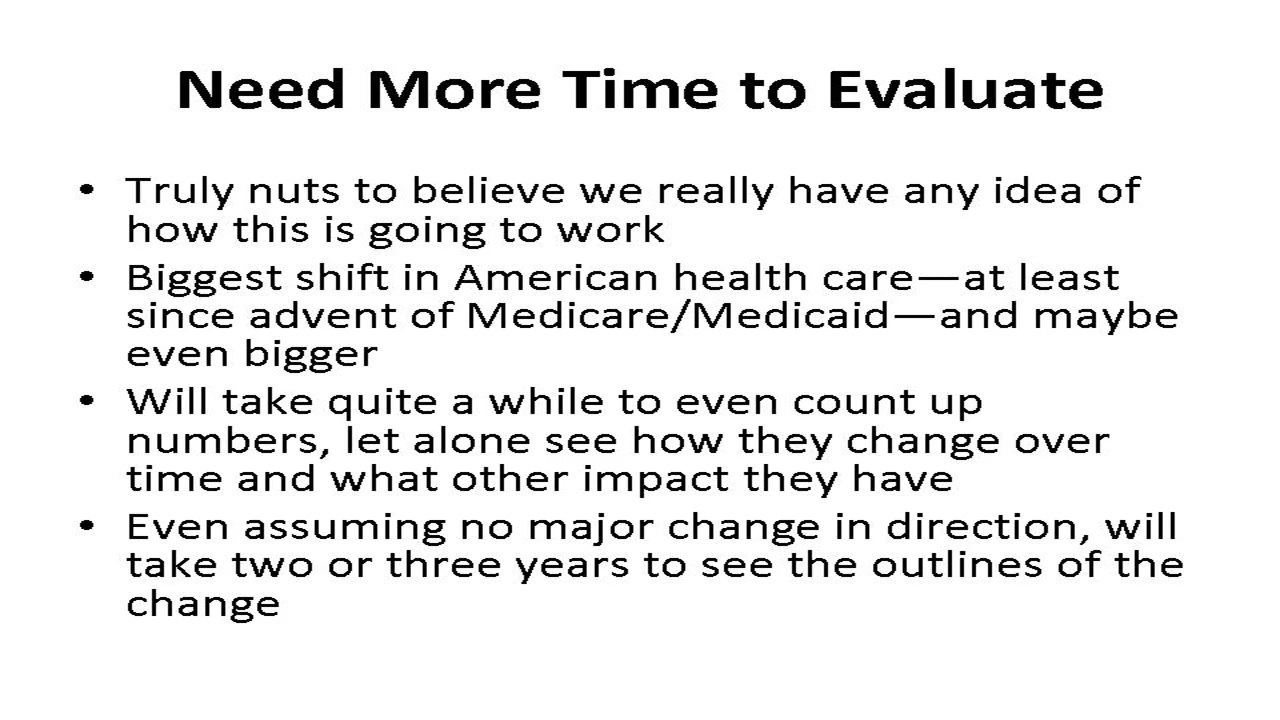 Need More Time to Evaluate
• Truly nuts to believe we really have any idea of
how this is going to work
• Biggest shift in American health care—at least
since advent of Medicare/Medicaid—and maybe
even bigger
• Will take quite a while to even count up
numbers, let alone see how they change over
time and what other impact they have
• Even assuming no major change in direction, will
take two or three years to see the outlines of the
change